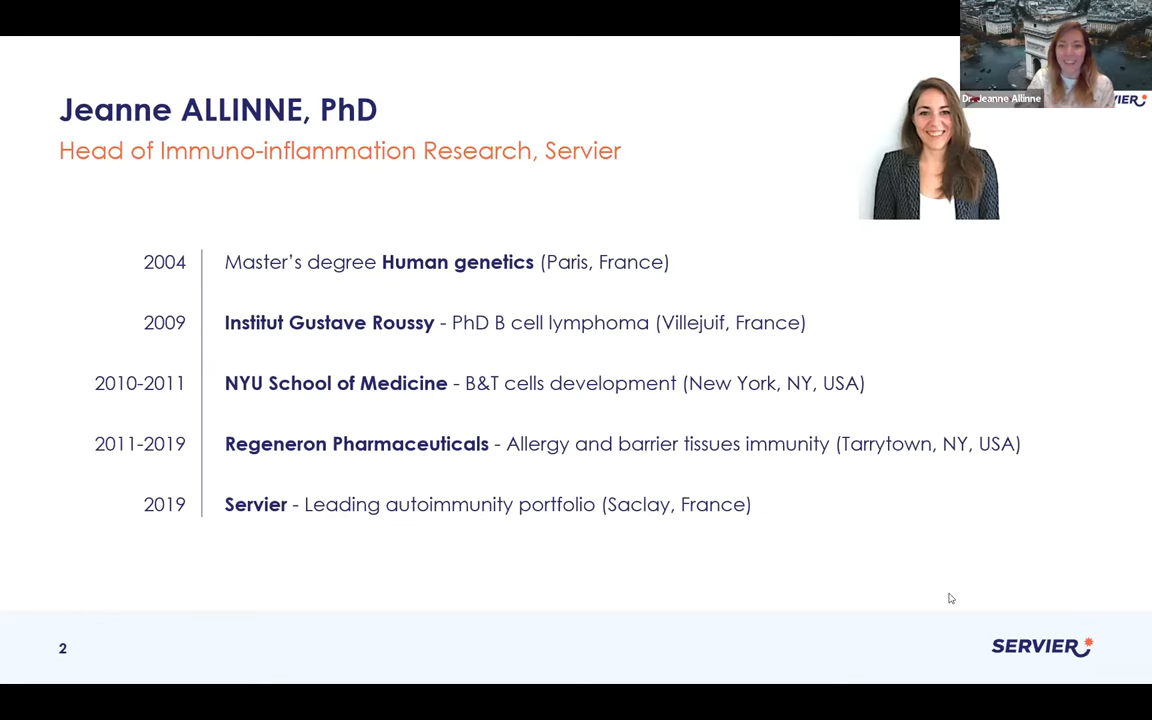 Dr. Jeanne Allinne
VIER
Jeanne ALLINNE, PhD
Head of Immuno-inflammation Research, Servier
2004 Master’s degree Human genetics (Paris, France)
2009 Institut Gustave Roussy - PhD B cell lymphoma (Villejuif, France)
2010-2011 NYU School of Medicine - B&T cells development (New York, NY, USA)
2011-2019 Regeneron Pharmaceuticals - Allergy and barrier tissues immunity (Tarrytown, NY, USA)
2019 Servier - Leading autoimmunity portfolio (Saclay, France)
2
SERVIER